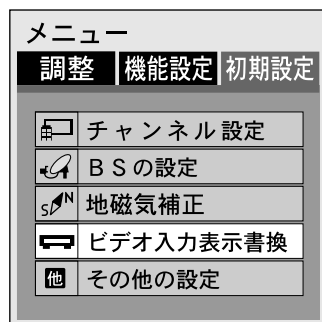 メニュー
調整 機能設定 初期設定
チャンネル設定
BSの設定
S N 地磁気補正
ビデオ入力表示書換
他 その他の設定